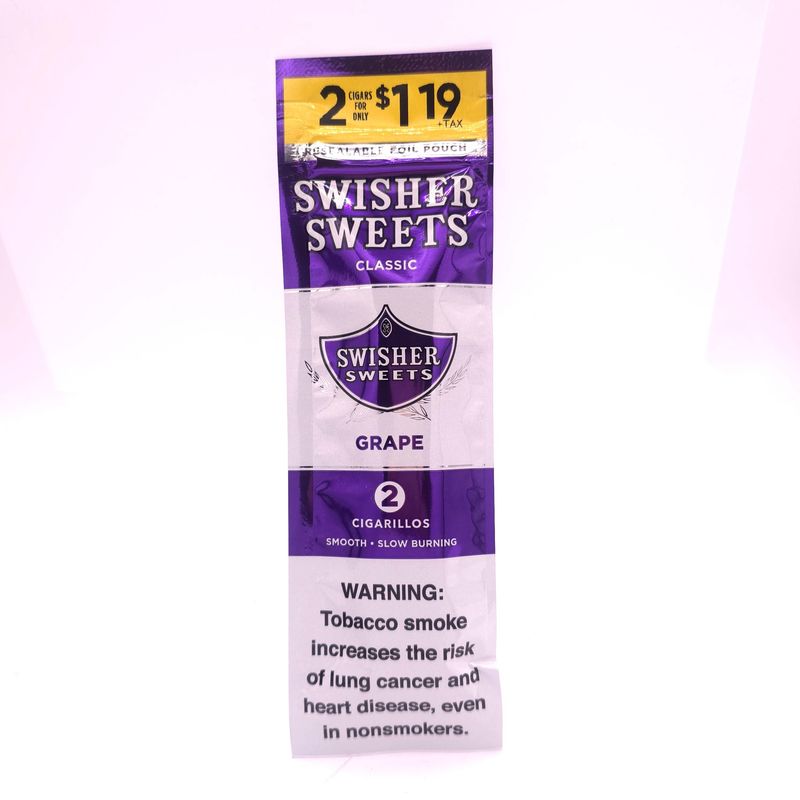 2 CIGARS FOR ONLY $1 19 +TAX
RESEALABLE FOIL POUCH
SWISHER
SWEETS
CLASSIC
SWISHER
SWEETS
GRAPE
2
CIGARILLOS
SMOOTH • SLOW BURNING
WARNING:
Tobacco smoke
increases the risk
of lung cancer and
heart disease, even
in nonsmokers.